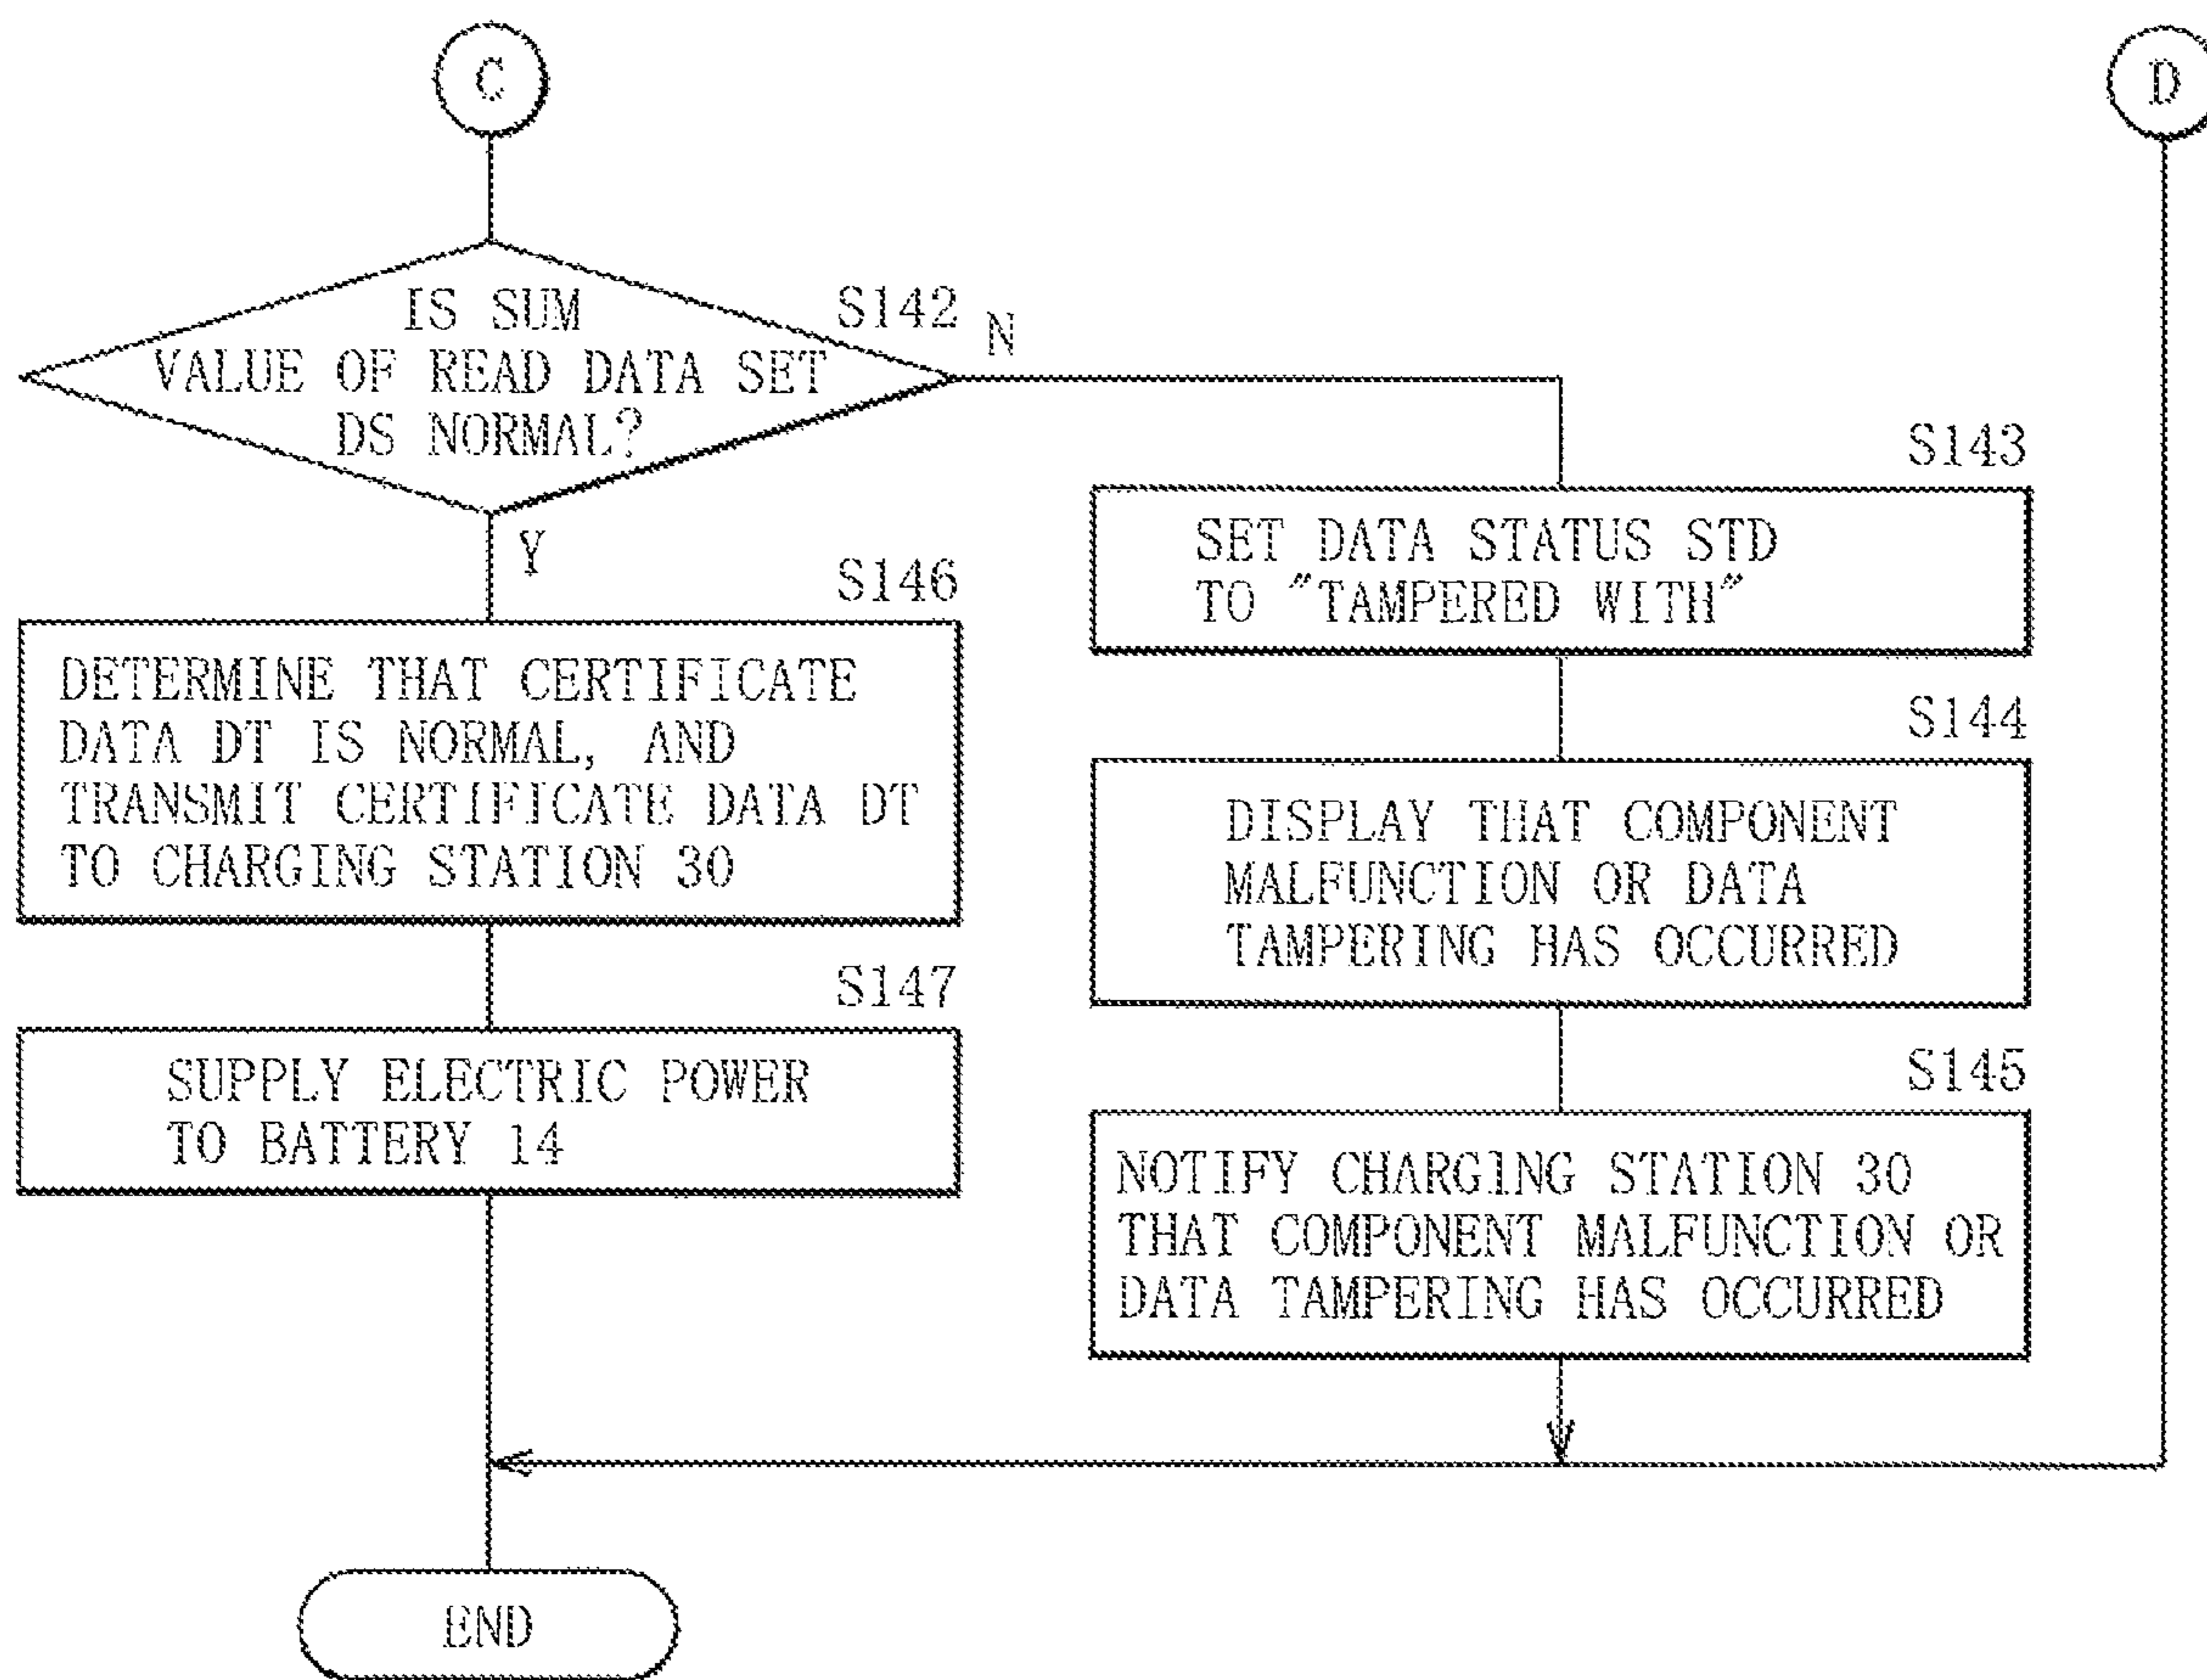 C
D
IS SUM
VALUE OF READ DATA SET
DS NORMAL?
S142
N
Y
S143
SET DATA STATUS STD
TO "TAMPERED WITH"
S146
DETERMINE THAT CERTIFICATE
DATA DT IS NORMAL, AND
TRANSMIT CERTIFICATE DATA DT
TO CHARGING STATION 30
S144
DISPLAY THAT COMPONENT
MALFUNCTION OR DATA
TAMPERING HAS OCCURRED
S147
SUPPLY ELECTRIC POWER
TO BATTERY 14
S145
NOTIFY CHARGING STATION 30
THAT COMPONENT MALFUNCTION OR
DATA TAMPERING HAS OCCURRED
END